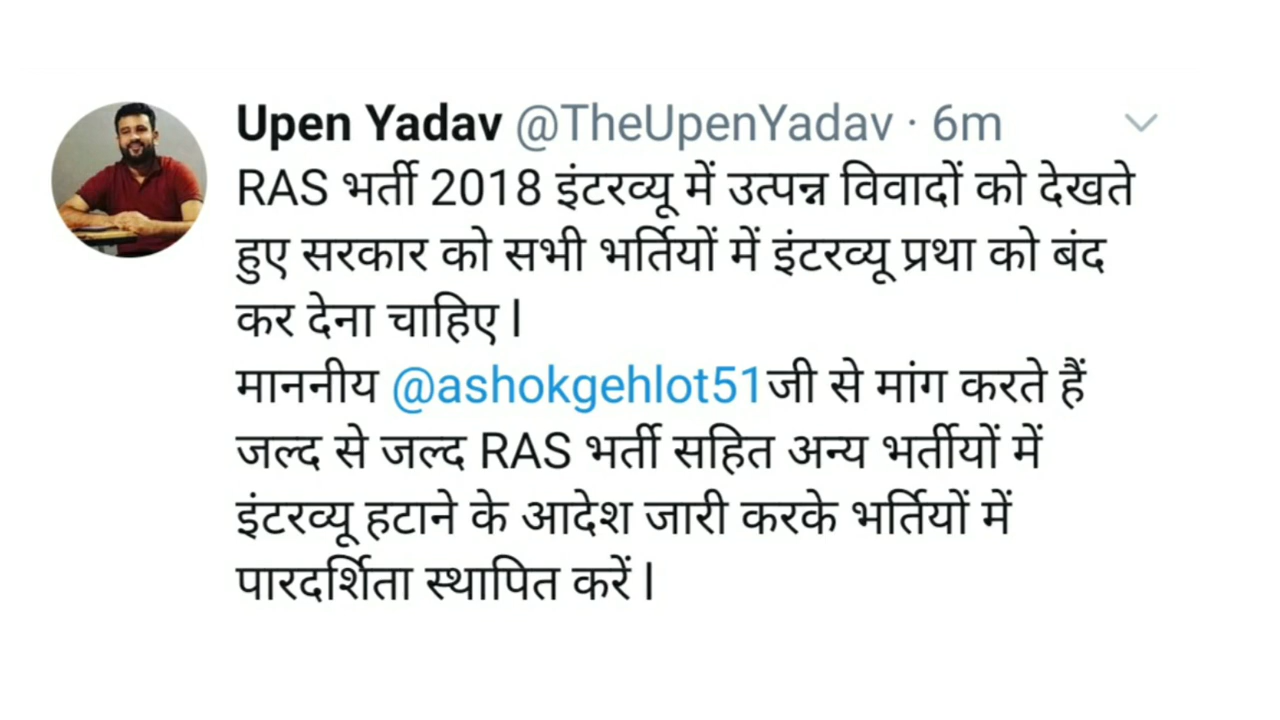 Upen Yadav @TheUpenYadav · 6m
RAS भर्ती 2018 इंटरव्यू में उत्पन्न विवादों को देखते
हुए सरकार को सभी भर्तियों में इंटरव्यू प्रथा को बंद
कर देना चाहिए l
माननीय @ashokgehlot51जी से मांग करते हैं
जल्द से जल्द RAS भर्ती सहित अन्य भर्तीयों में
इंटरव्यू हटाने के आदेश जारी करके भर्तियों में
पारदर्शिता स्थापित करें l